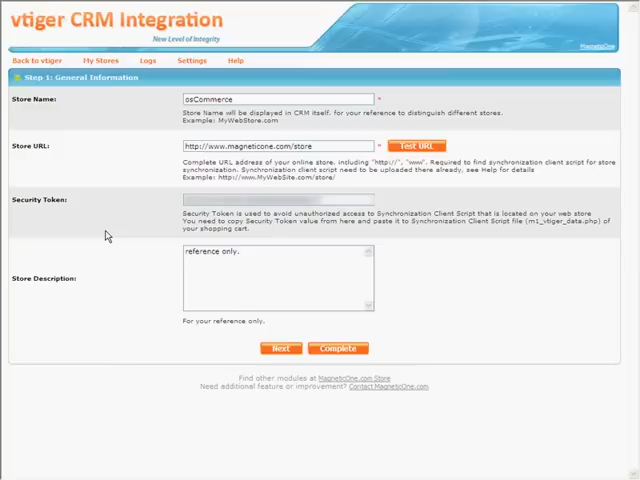 vtiger CRM Integration
New Level of Integrity
MagneticOne
Back to vtiger My Stores Logs Settings Help
Step 1: General Information
Store Name: osCommerce *
Store Name will be displayed in CRM itself. for your reference to distinguish different stores.
Example: MyWebStore.com
Store URL: http://www.magneticone.com/store * Test URL
Complete URL address of your online store. including "http://", "www". Required to find synchronization client script for store
synchronization. Synchronization client script need to be uploaded there already, see Help for details
Example: http://www.MyWebSite.com/store/
Security Token:
Security Token is used to avoid unauthorized access to Synchronization Client Script that is located on your web store
You need to copy Security Token value from here and paste it to Synchronization Client Script file (m1_vtiger_data.php) of
your shopping cart.
Store Description: reference only.
For your reference only.
Next Complete
Find other modules at MagneticOne.com Store
Need additional feature or improvement? Contact MagneticOne.com